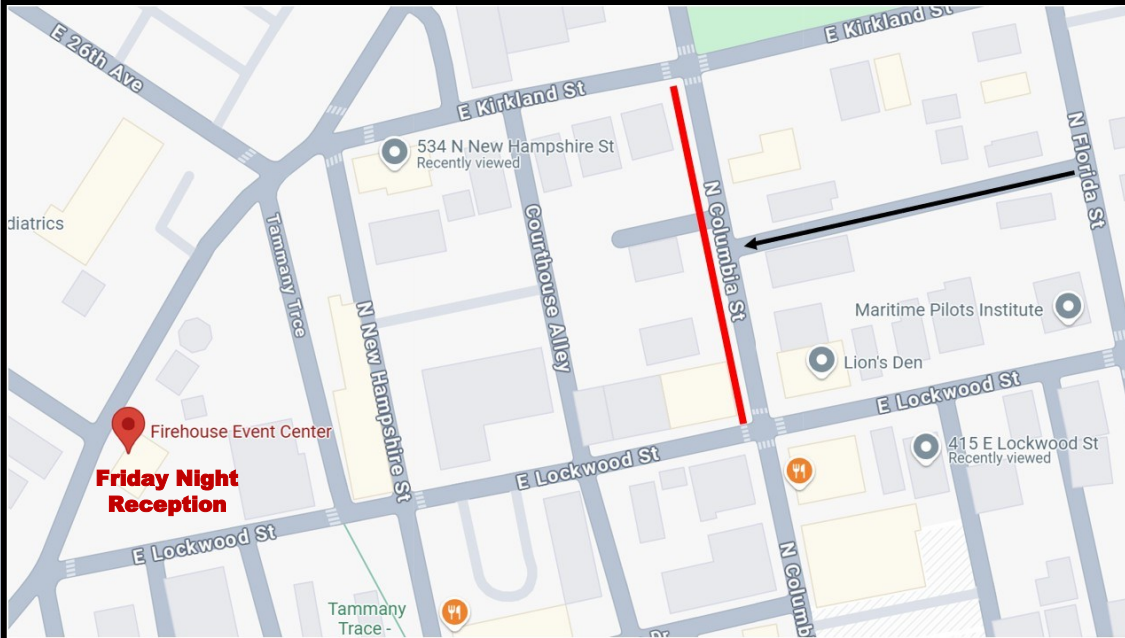 E 26th Ave
E Kirkland St
E Kirkland St
534 N New Hampshire St
Recently viewed
N Florida St
diatrics
Tammany Trce
Courthouse Alley
N Columbia St
N New Hampshire St
Maritime Pilots Institute
Lion's Den
E Lockwood St
Firehouse Event Center
Friday Night
Reception
415 E Lockwood St
Recently viewed
E Lockwood St
E Lockwood St
N Columb
Tammany
Trace -
Dr